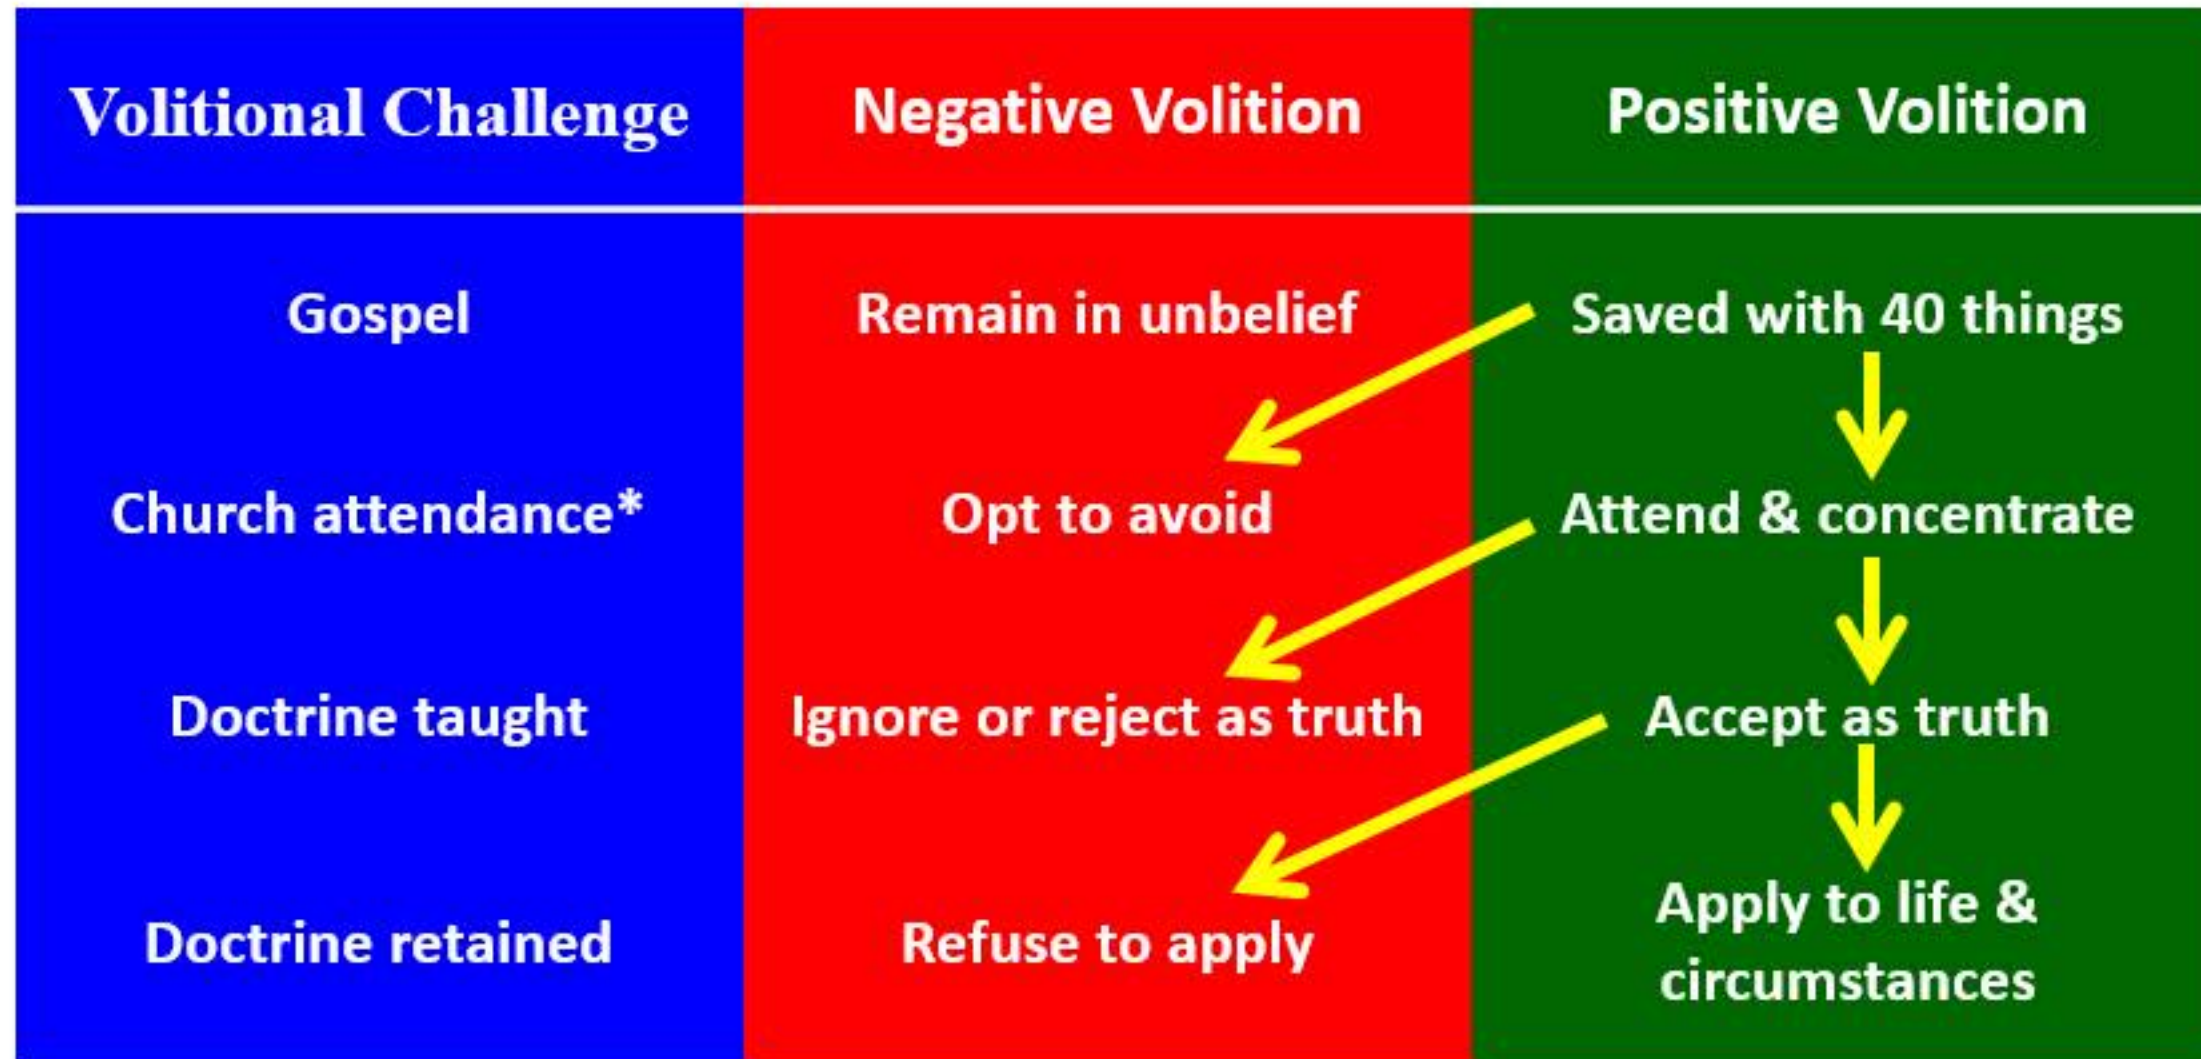 Volitional Challenge Negative Volition Positive Volition
Gospel Remain in unbelief Saved with 40 things
Church attendance* Opt to avoid Attend & concentrate
Doctrine taught Ignore or reject as truth Accept as truth
Doctrine retained Refuse to apply Apply to life &
circumstances